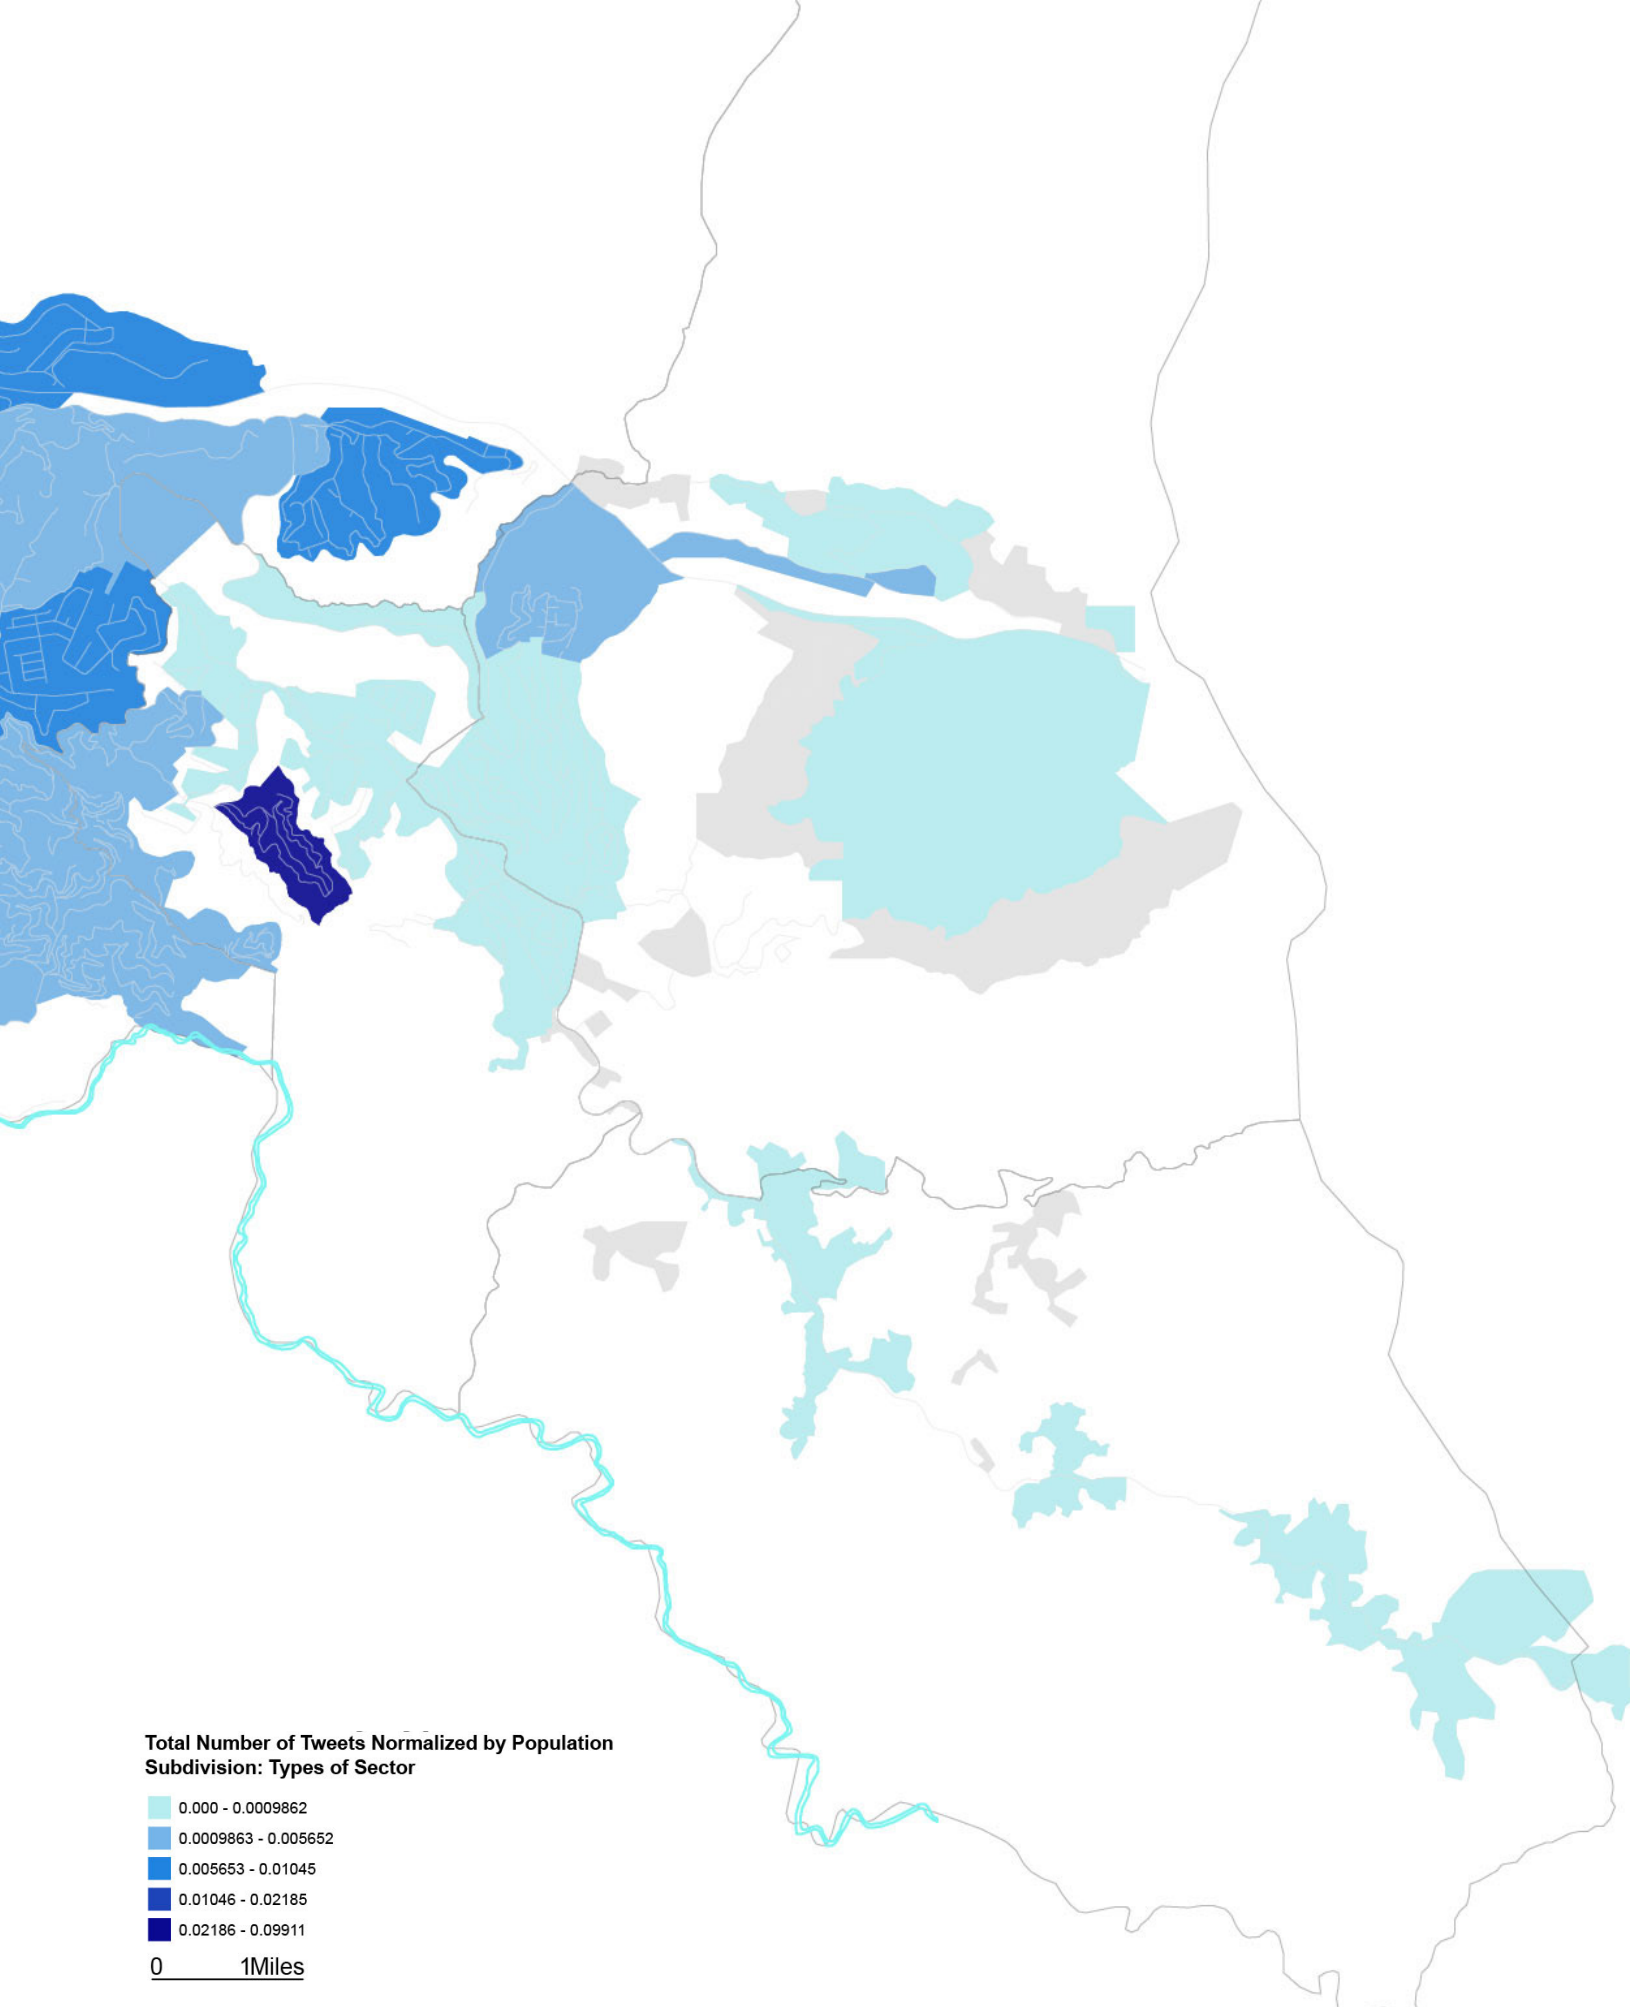 Total Number of Tweets Normalized by Population
Subdivision: Types of Sector
0.000 - 0.0009862
0.0009863 - 0.005652
0.005653 - 0.01045
0.01046 - 0.02185
0.02186 - 0.09911
0 1Miles